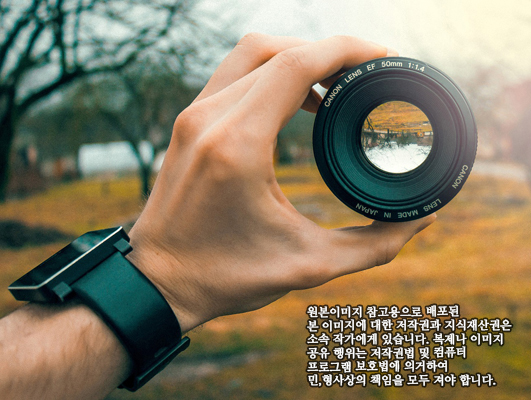 CANON LENS EF 50mm 1:1.4
CANON LENS MADE IN JAPAN
원본이미지 참고용으로 배포된
본 이미지에 대한 저작권과 지식재산권은
소속 작가에게 있습니다. 복제나 이미지
공유 행위는 저작권법 및 컴퓨터
프로그램 보호법에 의거하여
민,형사상의 책임을 모두 져야 합니다.